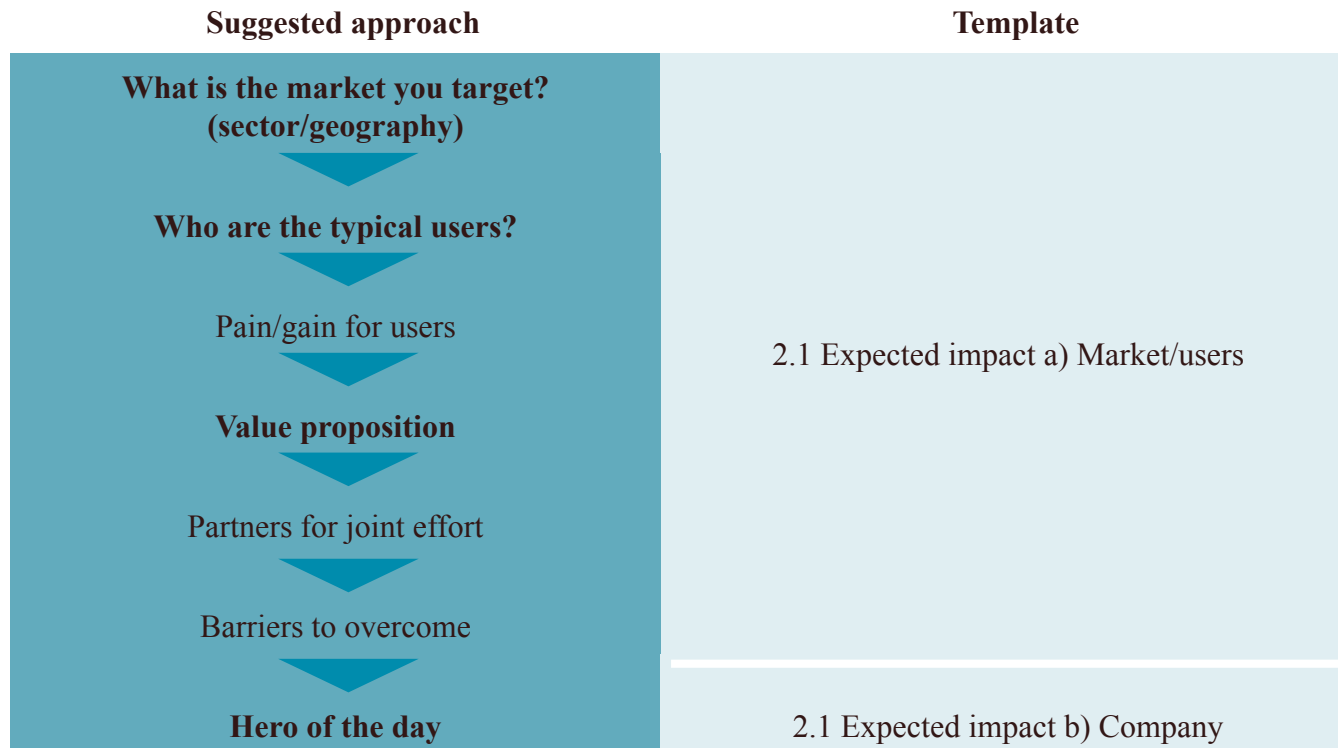 Suggested approach
Template
What is the market you target?
(sector/geography)
Who are the typical users?
Pain/gain for users
2.1 Expected impact a) Market/users
Value proposition
Partners for joint effort
Barriers to overcome
Hero of the day
2.1 Expected impact b) Company